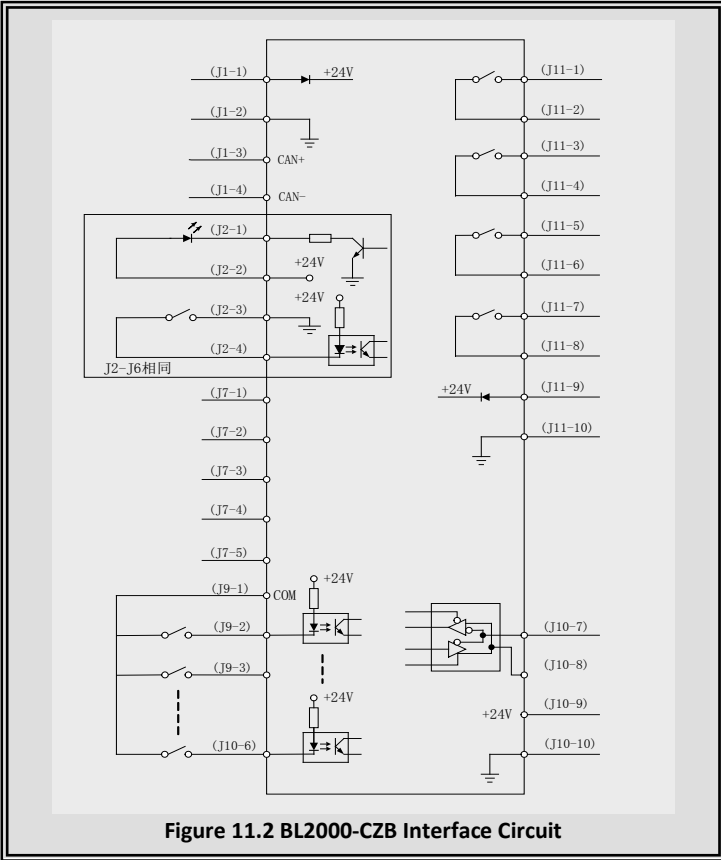 (J1-1)
+24V
(J1-2)
(J1-3)
CAN+
(J1-4)
CAN-
(J2-1)
(J2-2)
+24V
+24V
(J2-3)
(J2-4)
J2-J6相同
(J7-1)
(J7-2)
(J7-3)
(J7-4)
(J7-5)
(J9-1)
COM
+24V
(J9-2)
(J9-3)
+24V
(J10-6)
(J11-1)
(J11-2)
(J11-3)
(J11-4)
(J11-5)
(J11-6)
(J11-7)
(J11-8)
+24V
(J11-9)
(J11-10)
(J10-7)
(J10-8)
+24V
(J10-9)
(J10-10)
Figure 11.2 BL2000-CZB Interface Circuit